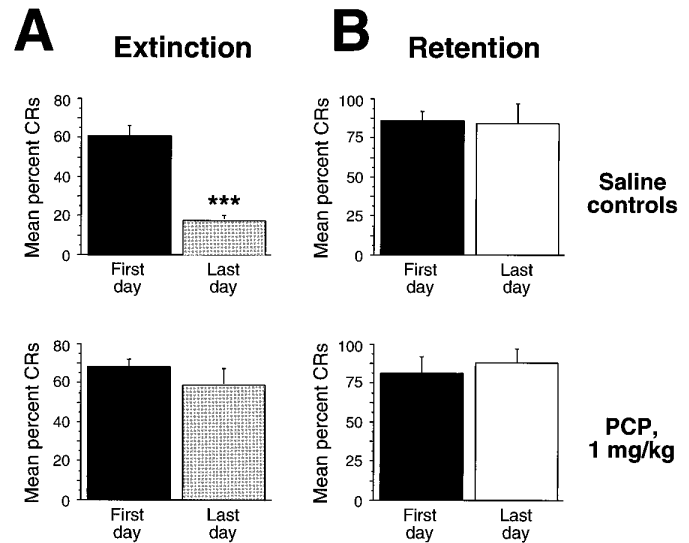 A
Extinction
B
Retention
Mean percent CRs
80
60
40
20
0
***
First
day
Last
day
Mean percent CRs
100
75
50
25
0
First
day
Last
day
Saline
controls
Mean percent CRs
80
60
40
20
0
First
day
Last
day
Mean percent CRs
100
75
50
25
0
First
day
Last
day
PCP,
1 mg/kg